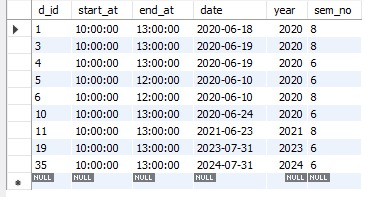 d_id start_at end_at date year sem_no
1 10:00:00 13:00:00 2020-06-18 2020 8
3 10:00:00 13:00:00 2020-06-19 2020 8
4 10:00:00 13:00:00 2020-06-19 2020 6
5 10:00:00 12:00:00 2020-06-10 2020 6
6 10:00:00 12:00:00 2020-06-10 2020 8
10 10:00:00 13:00:00 2020-06-24 2020 6
11 10:00:00 13:00:00 2021-06-23 2021 8
19 10:00:00 13:00:00 2023-07-31 2023 6
35 10:00:00 13:00:00 2024-07-31 2024 6
NULL NULL NULL NULL NULL NULL